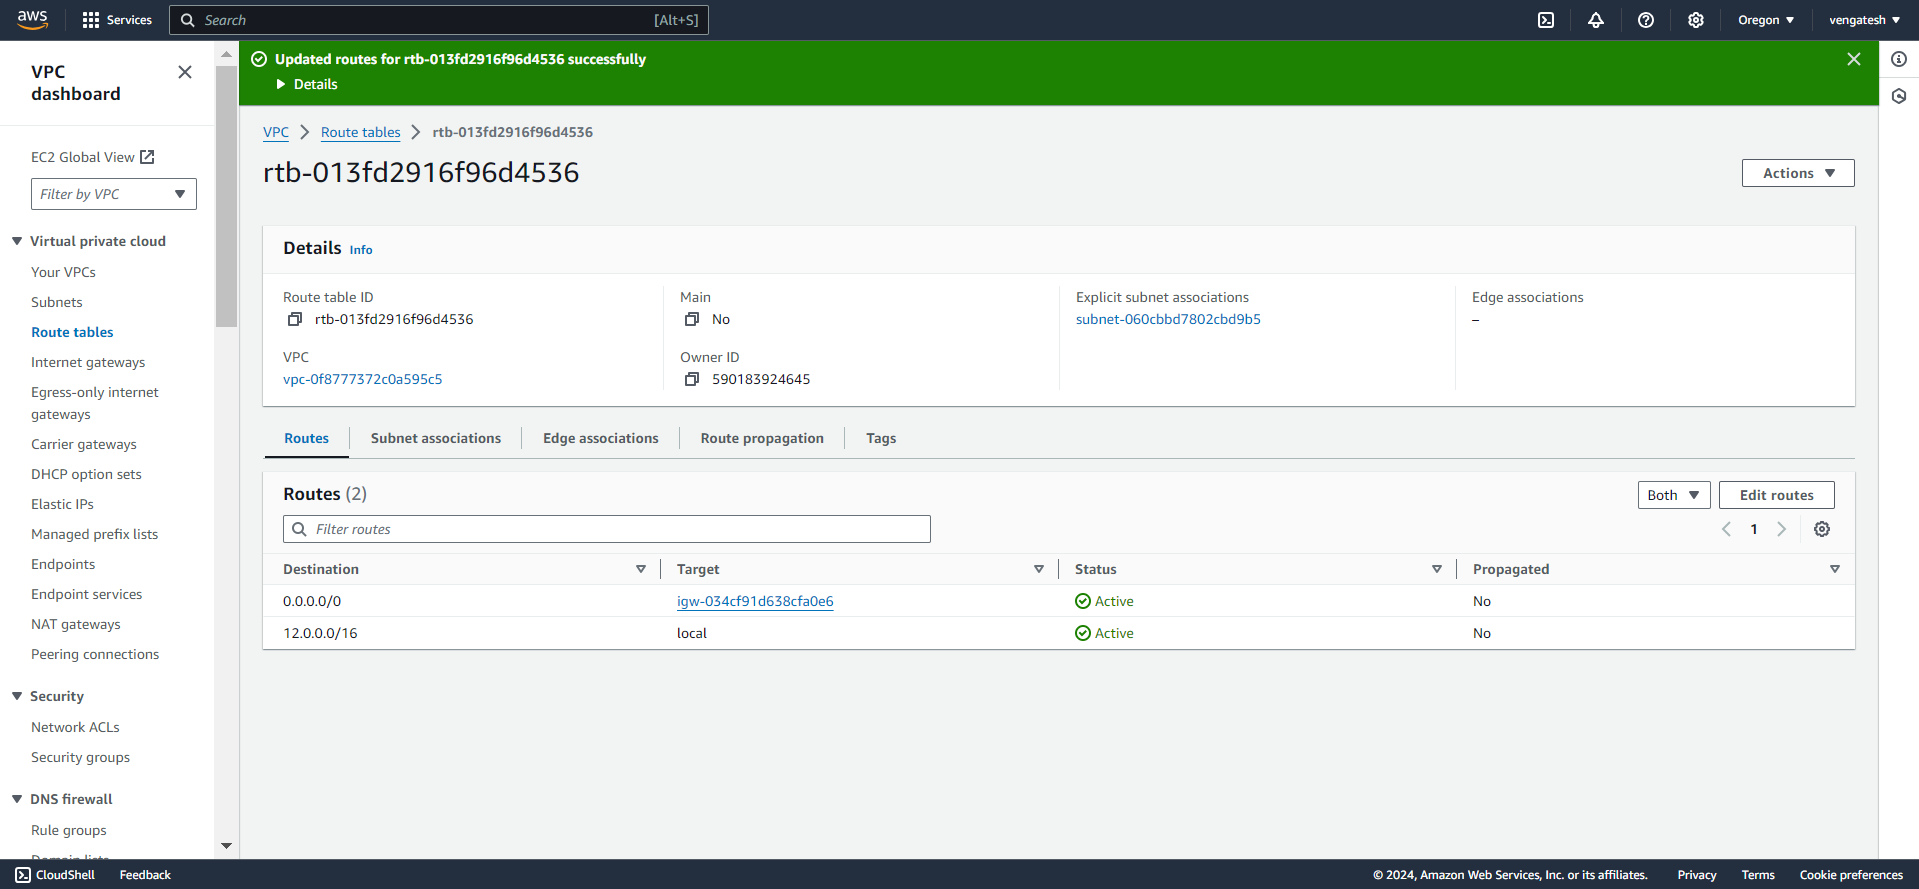 aws
Services
Search
[Alt+S]
Oregon
vengatesh
VPC
dashboard
EC2 Global View
Filter by VPC
Virtual private cloud
Your VPCs
Subnets
Route tables
Internet gateways
Egress-only internet
gateways
Carrier gateways
DHCP option sets
Elastic IPs
Managed prefix lists
Endpoints
Endpoint services
NAT gateways
Peering connections
Security
Network ACLs
Security groups
DNS firewall
Rule groups
Domain lists
Updated routes for rtb-013fd2916f96d4536 successfully
Details
VPC > Route tables > rtb-013fd2916f96d4536
rtb-013fd2916f96d4536
Actions
Details Info
Route table ID
rtb-013fd2916f96d4536
Main
No
Explicit subnet associations
subnet-060cbbd7802cbd9b5
Edge associations
–
VPC
vpc-0f8777372c0a595c5
Owner ID
590183924645
Routes Subnet associations Edge associations Route propagation Tags
Routes (2)
Both
Edit routes
Filter routes
1
Destination Target Status Propagated
0.0.0.0/0 igw-034cf91d638cfa0e6 Active No
12.0.0.0/16 local Active No
CloudShell Feedback
© 2024, Amazon Web Services, Inc. or its affiliates. Privacy Terms Cookie preferences